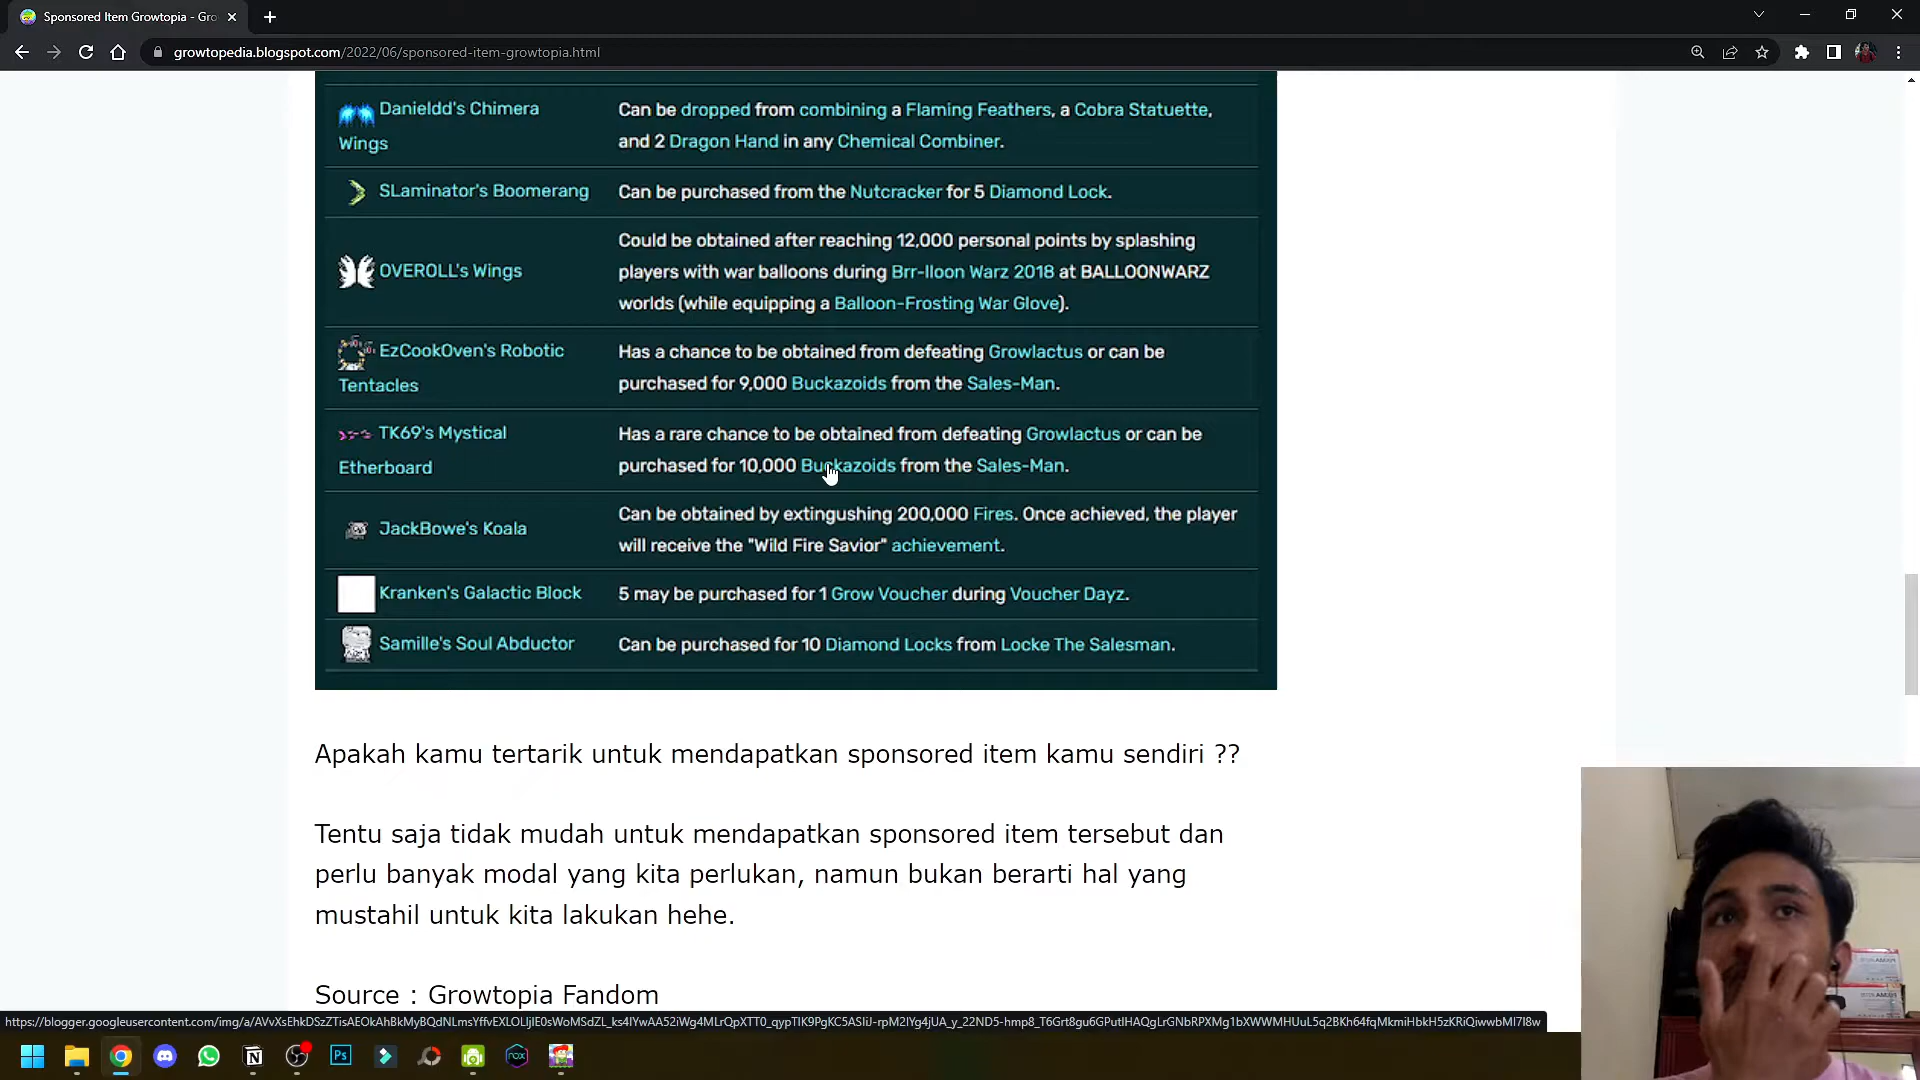 Sponsored Item Growtopia - Gro
growtopedia.blogspot.com/2022/06/sponsored-item-growtopia.html
Danieldd's Chimera Wings
Can be dropped from combining a Flaming Feathers, a Cobra Statuette,
and 2 Dragon Hand in any Chemical Combiner.
SLaminator's Boomerang
Can be purchased from the Nutcracker for 5 Diamond Lock.
OVEROLL's Wings
Could be obtained after reaching 12,000 personal points by splashing
players with war balloons during Brr-lloon Warz 2018 at BALLOONWARZ
worlds (while equipping a Balloon-Frosting War Glove).
EzCookOven's Robotic
Tentacles
Has a chance to be obtained from defeating Growlactus or can be
purchased for 9,000 Buckazoids from the Sales-Man.
TK69's Mystical
Etherboard
Has a rare chance to be obtained from defeating Growlactus or can be
purchased for 10,000 Buckazoids from the Sales-Man.
JackBowe's Koala
Can be obtained by extingushing 200,000 Fires. Once achieved, the player
will receive the "Wild Fire Savior" achievement.
Kranken's Galactic Block
5 may be purchased for 1 Grow Voucher during Voucher Dayz.
Samille's Soul Abductor
Can be purchased for 10 Diamond Locks from Locke The Salesman.
Apakah kamu tertarik untuk mendapatkan sponsored item kamu sendiri ??
Tentu saja tidak mudah untuk mendapatkan sponsored item tersebut dan
perlu banyak modal yang kita perlukan, namun bukan berarti hal yang
mustahil untuk kita lakukan hehe.
Source : Growtopia Fandom